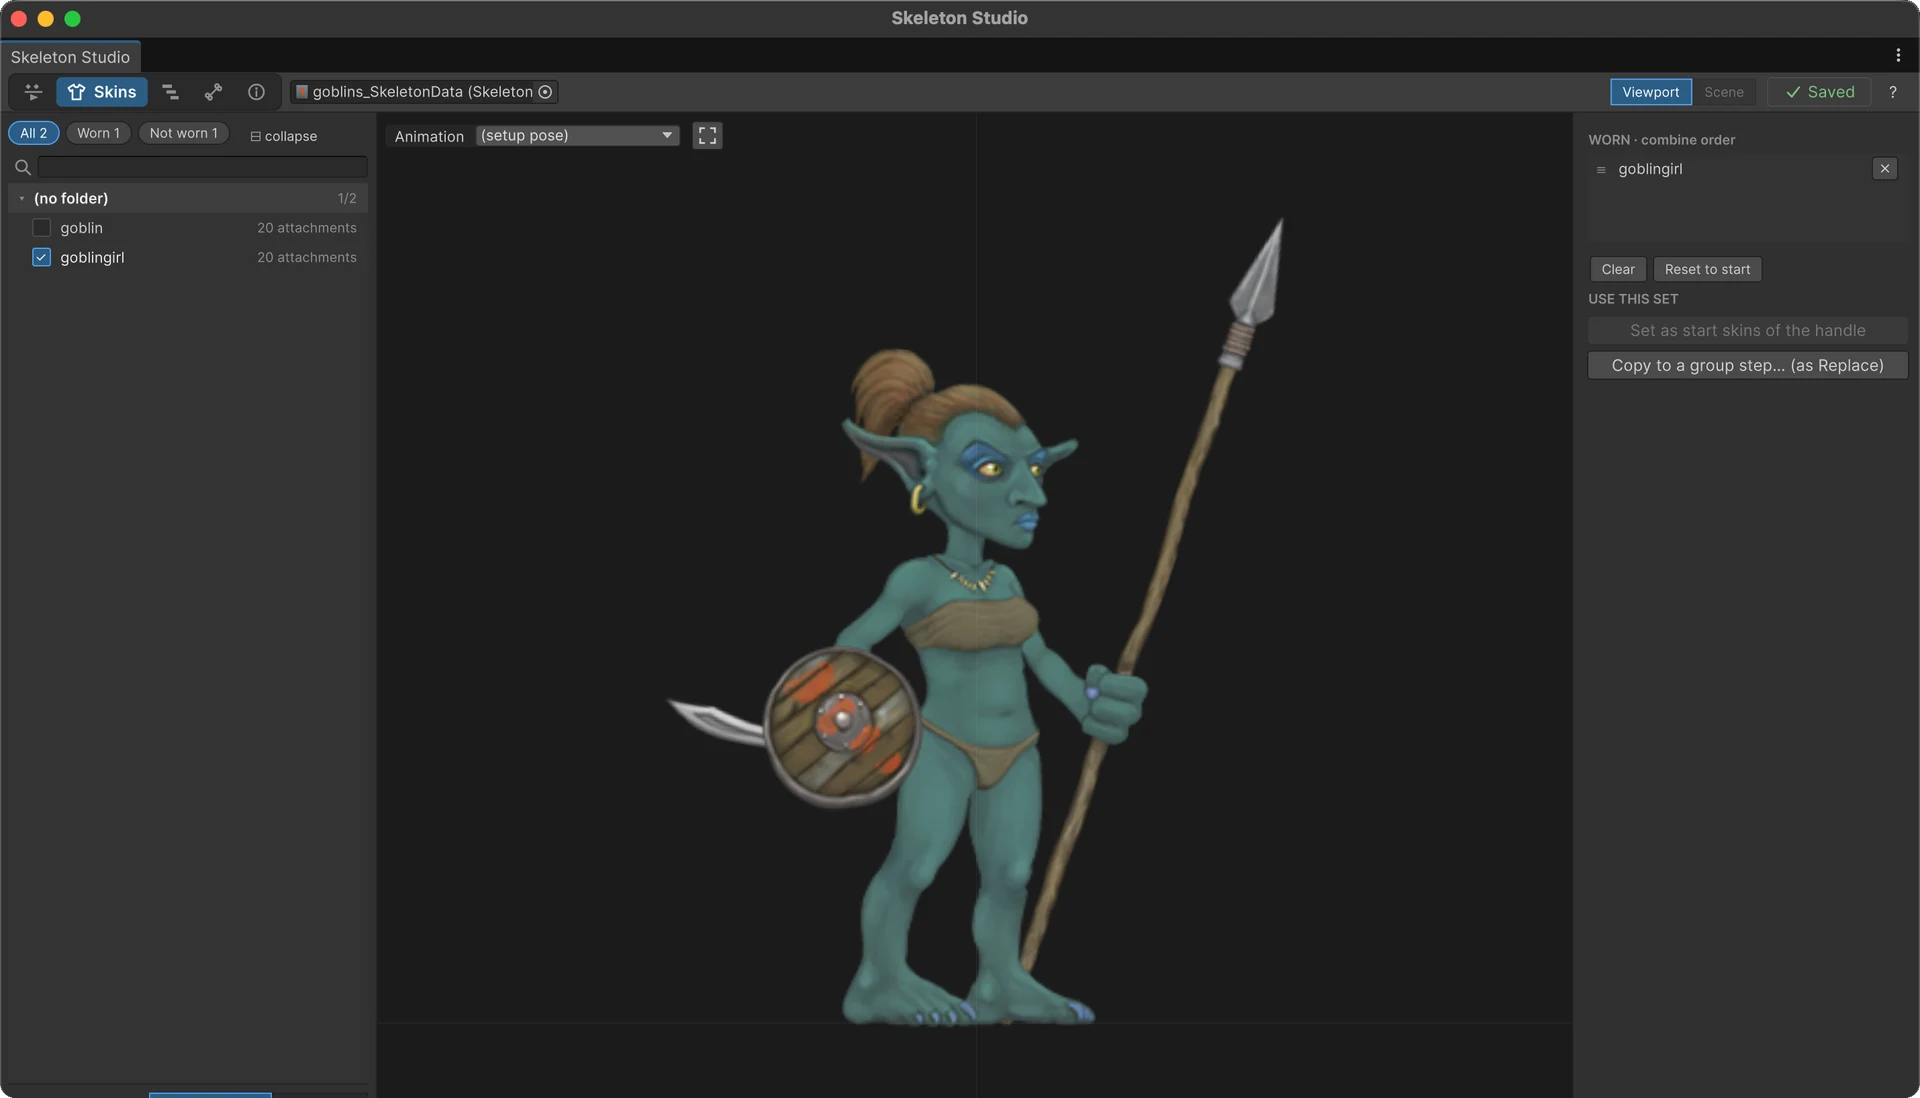 Skeleton Studio
Skeleton Studio
Skins
goblins_SkeletonData (Skeleton
Viewport
Scene
Saved
?
All 2
Worn 1
Not worn 1
collapse
Animation
(setup pose)
(no folder)
1/2
goblin
20 attachments
goblingirl
20 attachments
WORN · combine order
goblingirl
Clear
Reset to start
USE THIS SET
Set as start skins of the handle
Copy to a group step... (as Replace)